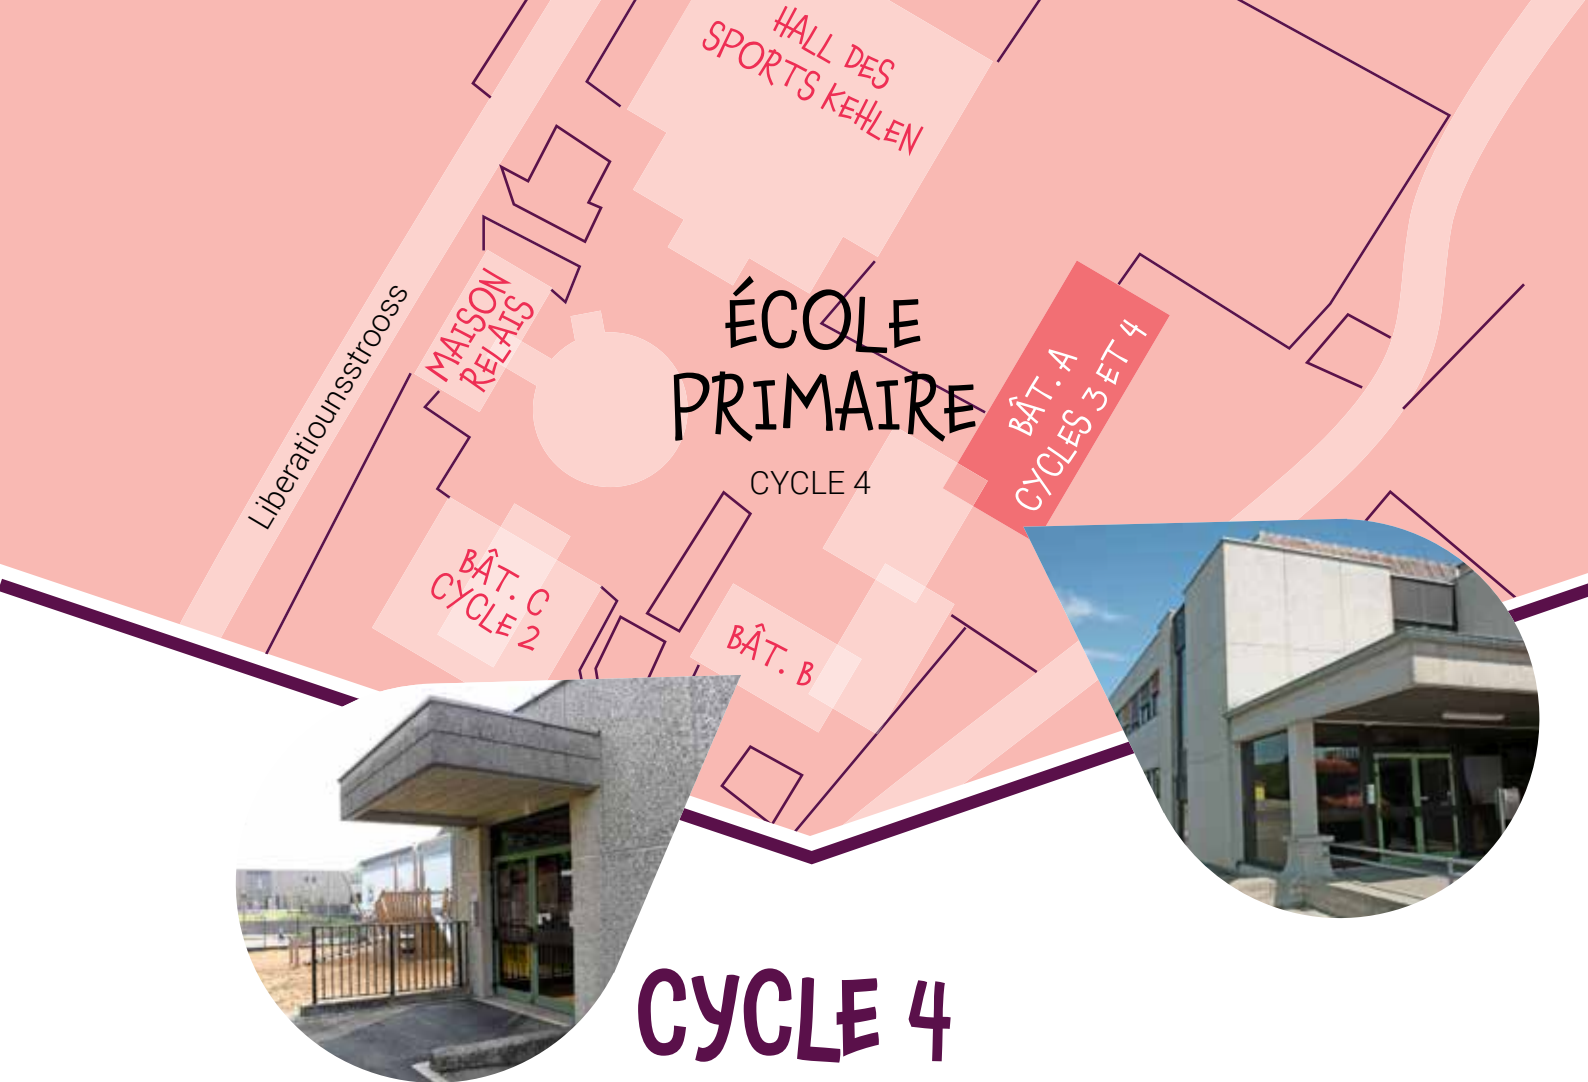 HALL DES
SPORTS KEHLEN
MAISON
RELAIS
Liberatiounsstrooss
ÉCOLE
PRIMAIRE
CYCLE 4
BÂT. A
CYCLES 3 ET 4
BÂT. C
CYCLE 2
BÂT. B
CYCLE 4